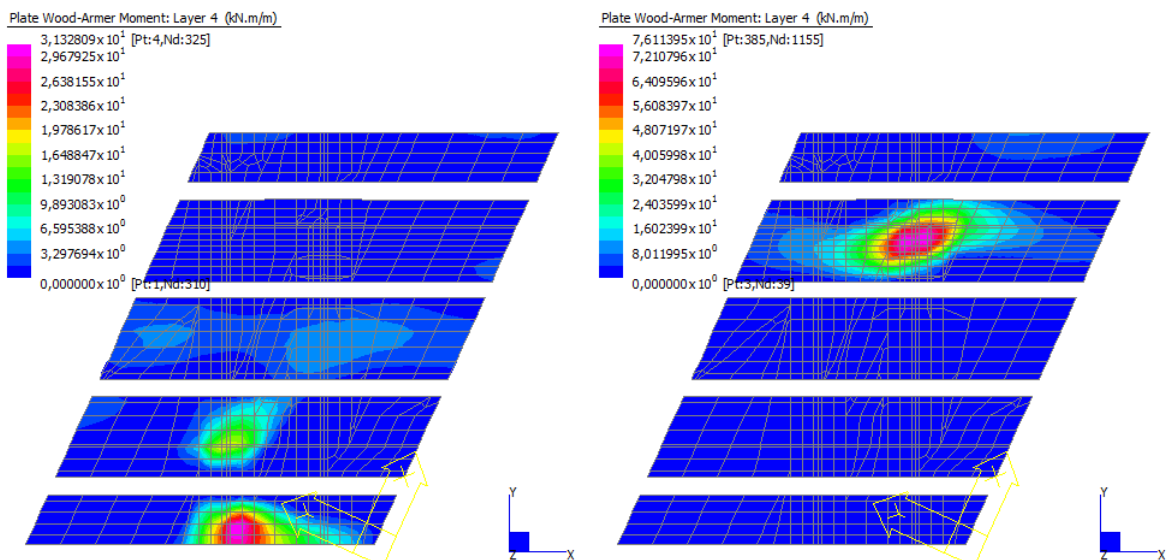 Plate Wood-Armer Moment: Layer 4 (kN.m/m)
3,132809x10¹ [Pt:4,Nd:325]
2,967925x10¹
2,638155x10¹
2,308386x10¹
1,978617x10¹
1,648847x10¹
1,319078x10¹
9,893083x10⁰
6,595388x10⁰
3,297694x10⁰
0,000000x10⁰ [Pt:1,Nd:310]
Y
Z
X
Plate Wood-Armer Moment: Layer 4 (kN.m/m)
7,611395x10¹ [Pt:385,Nd:1155]
7,210796x10¹
6,409596x10¹
5,608397x10¹
4,807197x10¹
4,005998x10¹
3,204798x10¹
2,403599x10¹
1,602399x10¹
8,011995x10⁰
0,000000x10⁰ [Pt:3,Nd:39]
Y
Z
X